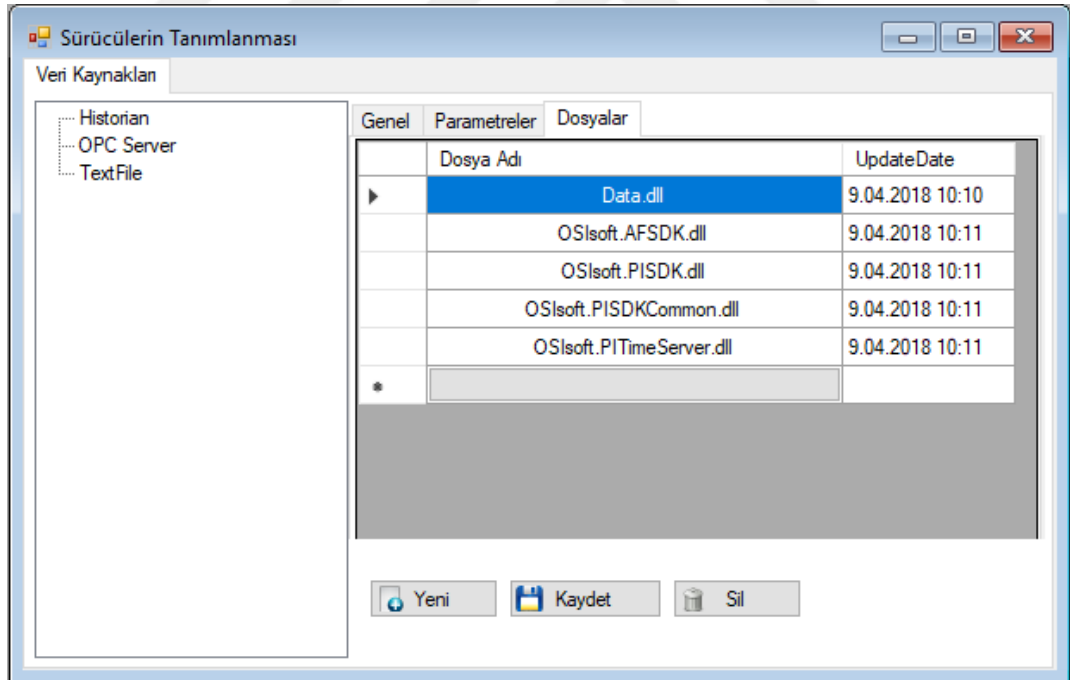 Sürücülerin Tanımlanması
Veri Kaynakları
Historian
OPC Server
TextFile
Genel Parametreler Dosyalar
Dosya Adı UpdateDate
Data.dll 9.04.2018 10:10
OSIsoft.AFSDK.dll 9.04.2018 10:11
OSIsoft.PISDK.dll 9.04.2018 10:11
OSIsoft.PISDKCommon.dll 9.04.2018 10:11
OSIsoft.PITimeServer.dll 9.04.2018 10:11
Yeni Kaydet Sil